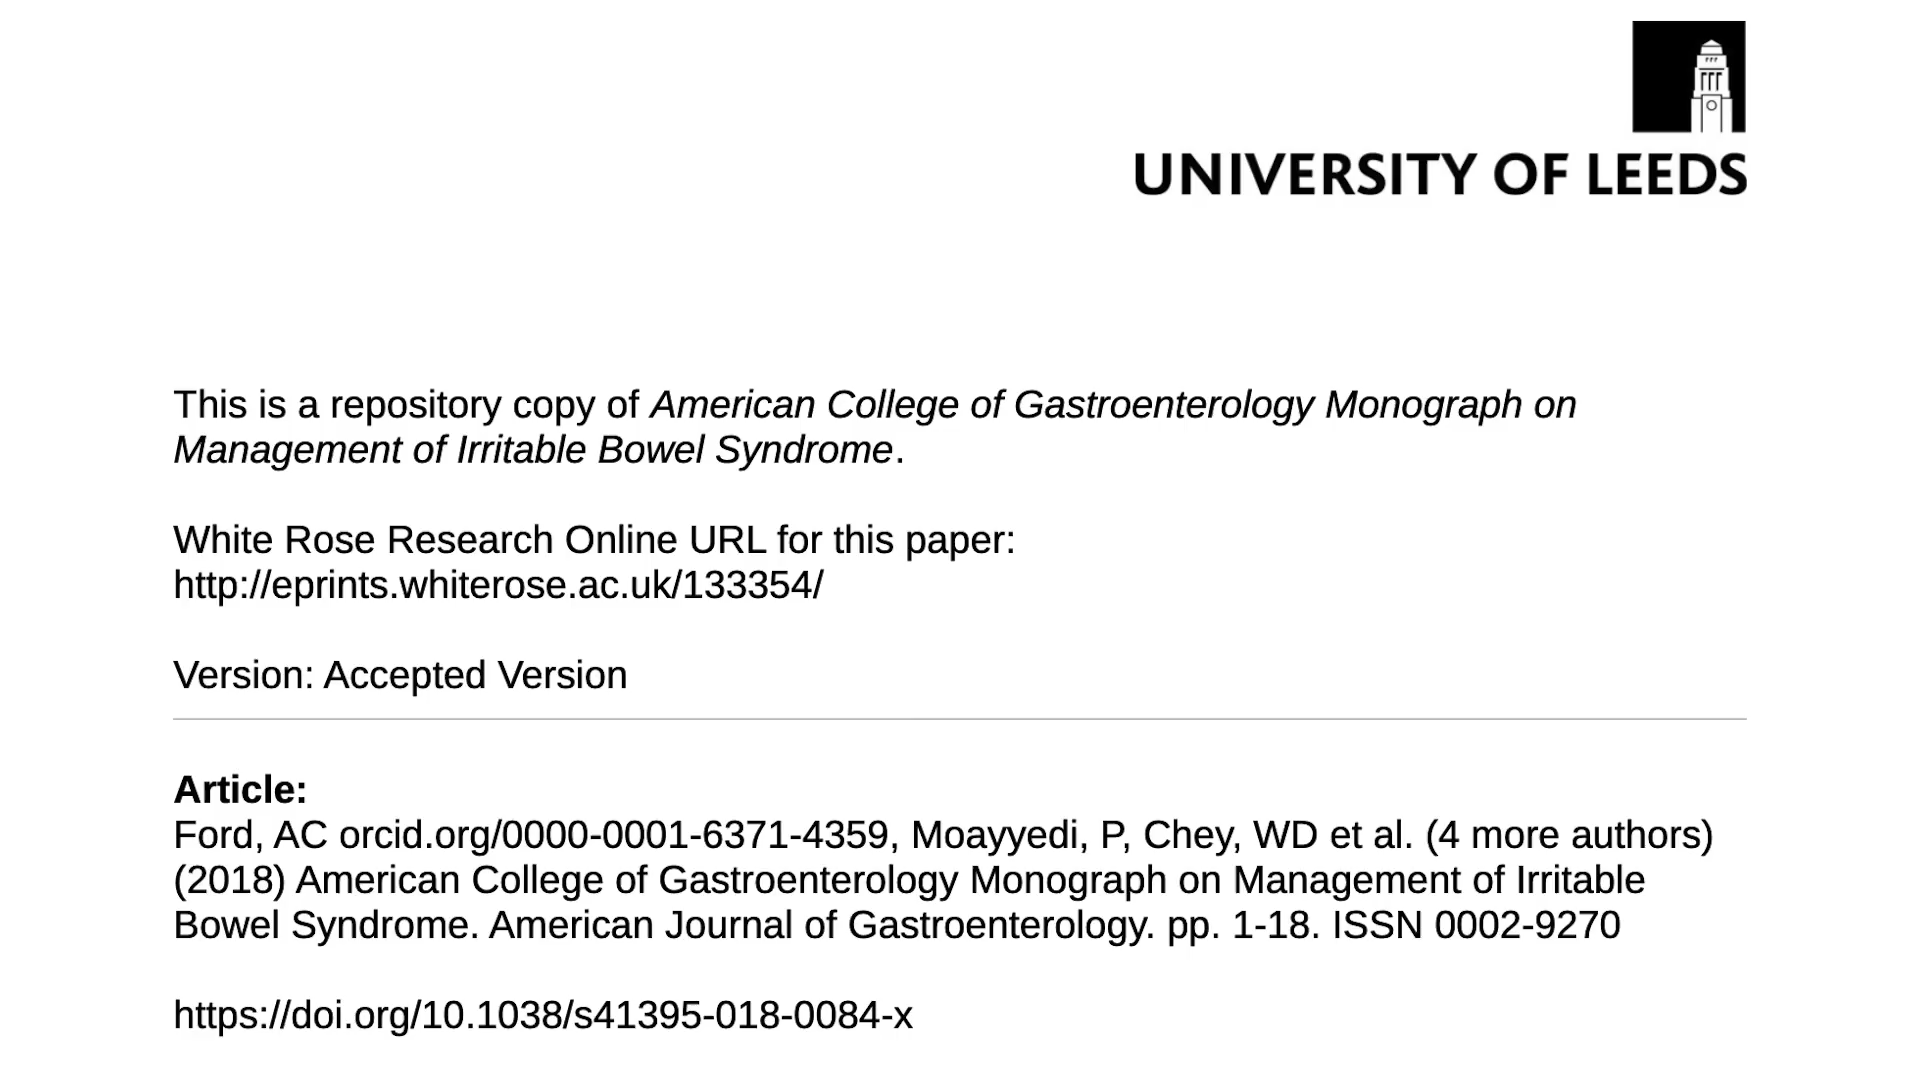 UNIVERSITY OF LEEDS
This is a repository copy of American College of Gastroenterology Monograph on
Management of Irritable Bowel Syndrome.
White Rose Research Online URL for this paper:
http://eprints.whiterose.ac.uk/133354/
Version: Accepted Version
Article:
Ford, AC orcid.org/0000-0001-6371-4359, Moayyedi, P, Chey, WD et al. (4 more authors)
(2018) American College of Gastroenterology Monograph on Management of Irritable
Bowel Syndrome. American Journal of Gastroenterology. pp. 1-18. ISSN 0002-9270
https://doi.org/10.1038/s41395-018-0084-x